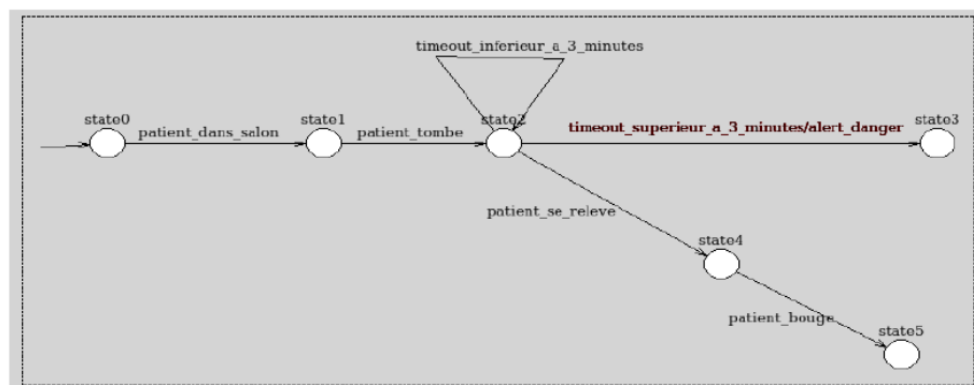 timeout_inferieur_a_3_minutes
state0
state1
state2
state3
patient_dans_salon
patient_tombe
timeout_superieur_a_3_minutes/alert_danger
patient_se_releve
state4
patient_bouge
state5